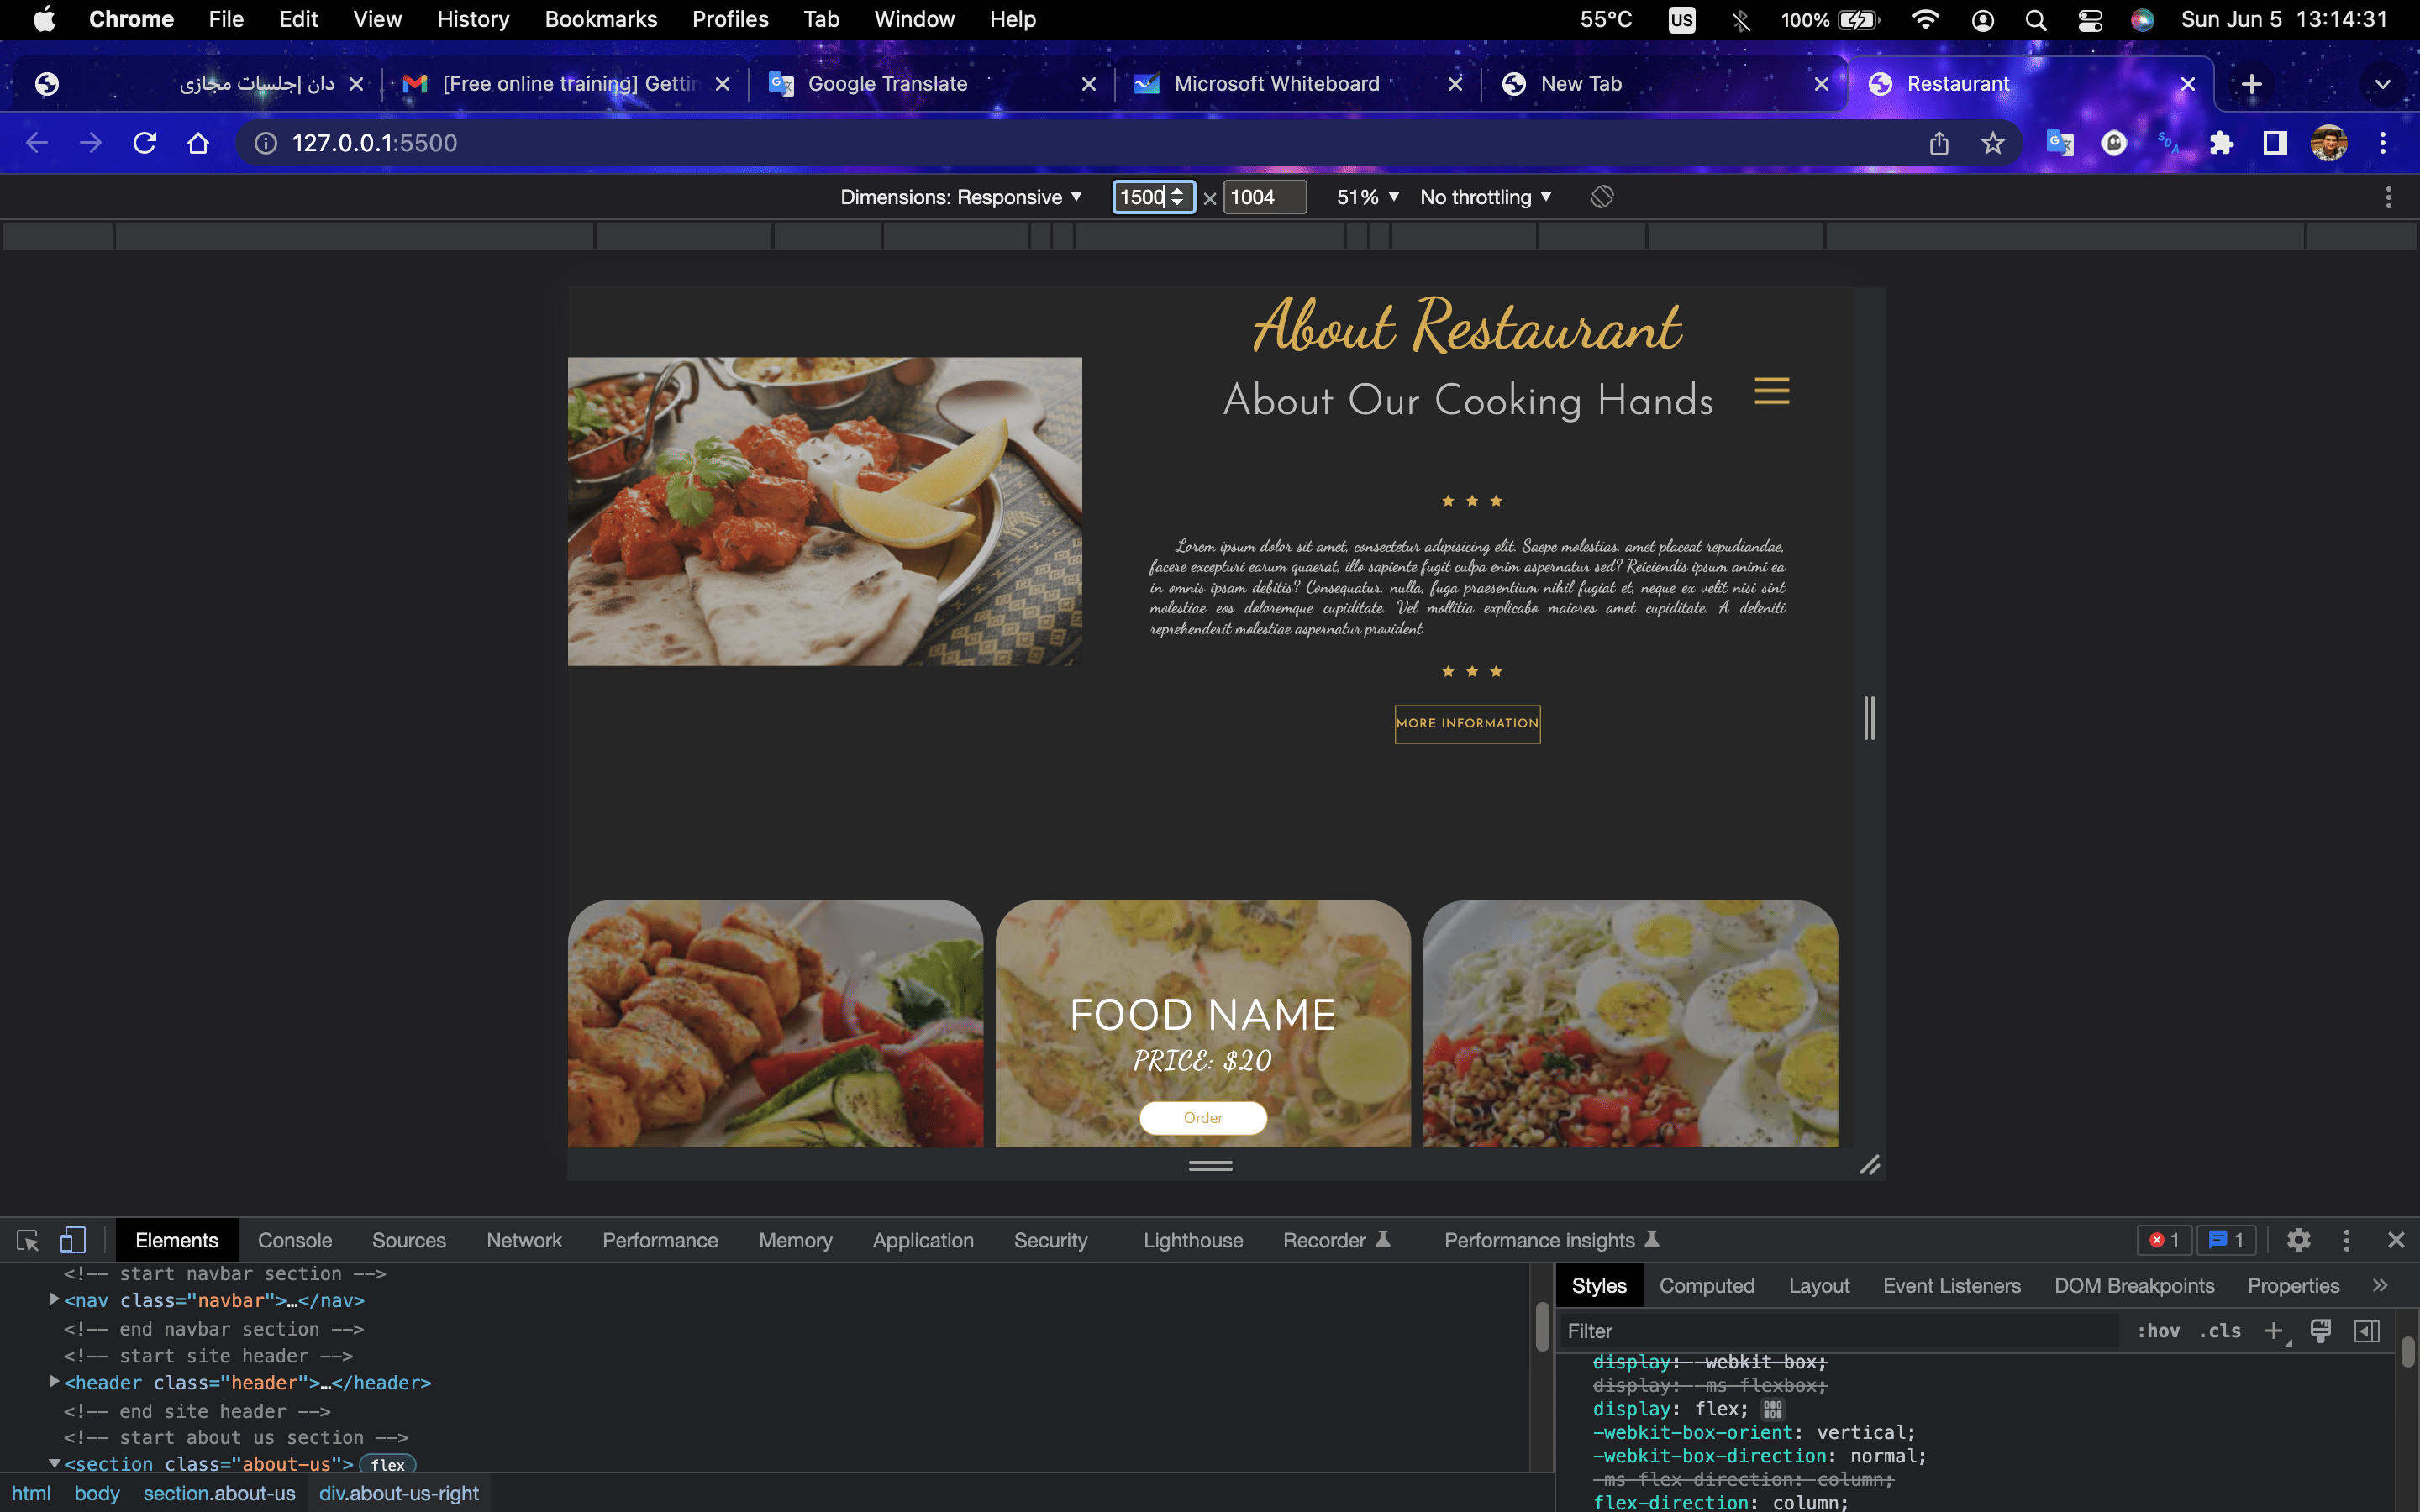 Chrome File Edit View History Bookmarks Profiles Tab Window Help 55°C US 100% Sun Jun 5 13:14:31
دان |جلسات مجازی
[Free online training] Gettin
Google Translate
Microsoft Whiteboard
New Tab
Restaurant
127.0.0.1:5500
Dimensions: Responsive ▼ 1500 × 1004 51% ▼ No throttling ▼
About Restaurant
About Our Cooking Hands
Lorem ipsum dolor sit amet, consectetur adipisicing elit. Saepe molestias, amet placeat repudiandae,
facere excepturi earum quaerat, illo sapiente fugit culpa enim aspernatur sed? Reiciendis ipsum animi ea
in omnis ipsam debitis? Consequatur, nulla, fuga praesentium nihil fugiat et, neque ex velit nisi sint
molestiae eos doloremque cupiditate. Vel mollitia explicabo maiores amet cupiditate. A deleniti
reprehenderit molestiae aspernatur provident.
MORE INFORMATION
FOOD NAME
PRICE: $20
Order
Elements Console Sources Network Performance Memory Application Security Lighthouse Recorder Performance insights 1 1
<!-- start navbar section -->
<nav class="navbar">…</nav>
<!-- end navbar section -->
<!-- start site header -->
<header class="header">…</header>
<!-- end site header -->
<!-- start about us section -->
<section class="about-us"> flex
html body section.about-us div.about-us-right
Styles Computed Layout Event Listeners DOM Breakpoints Properties »
Filter :hov .cls +
display: -webkit-box;
display: -ms-flexbox;
display: flex;
-webkit-box-orient: vertical;
-webkit-box-direction: normal;
-ms-flex-direction: column;
flex-direction: column;